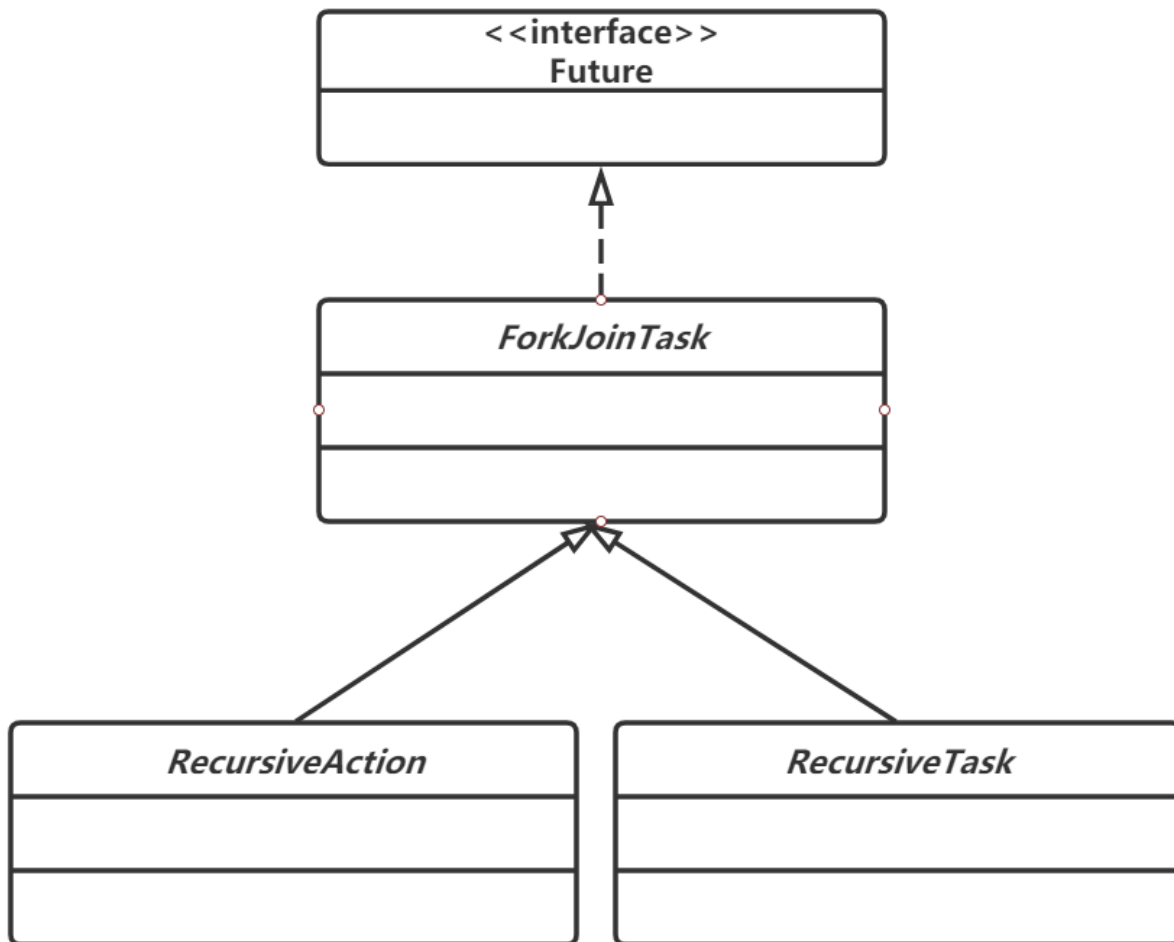 <<interface>>
Future
ForkJoinTask
RecursiveAction
RecursiveTask